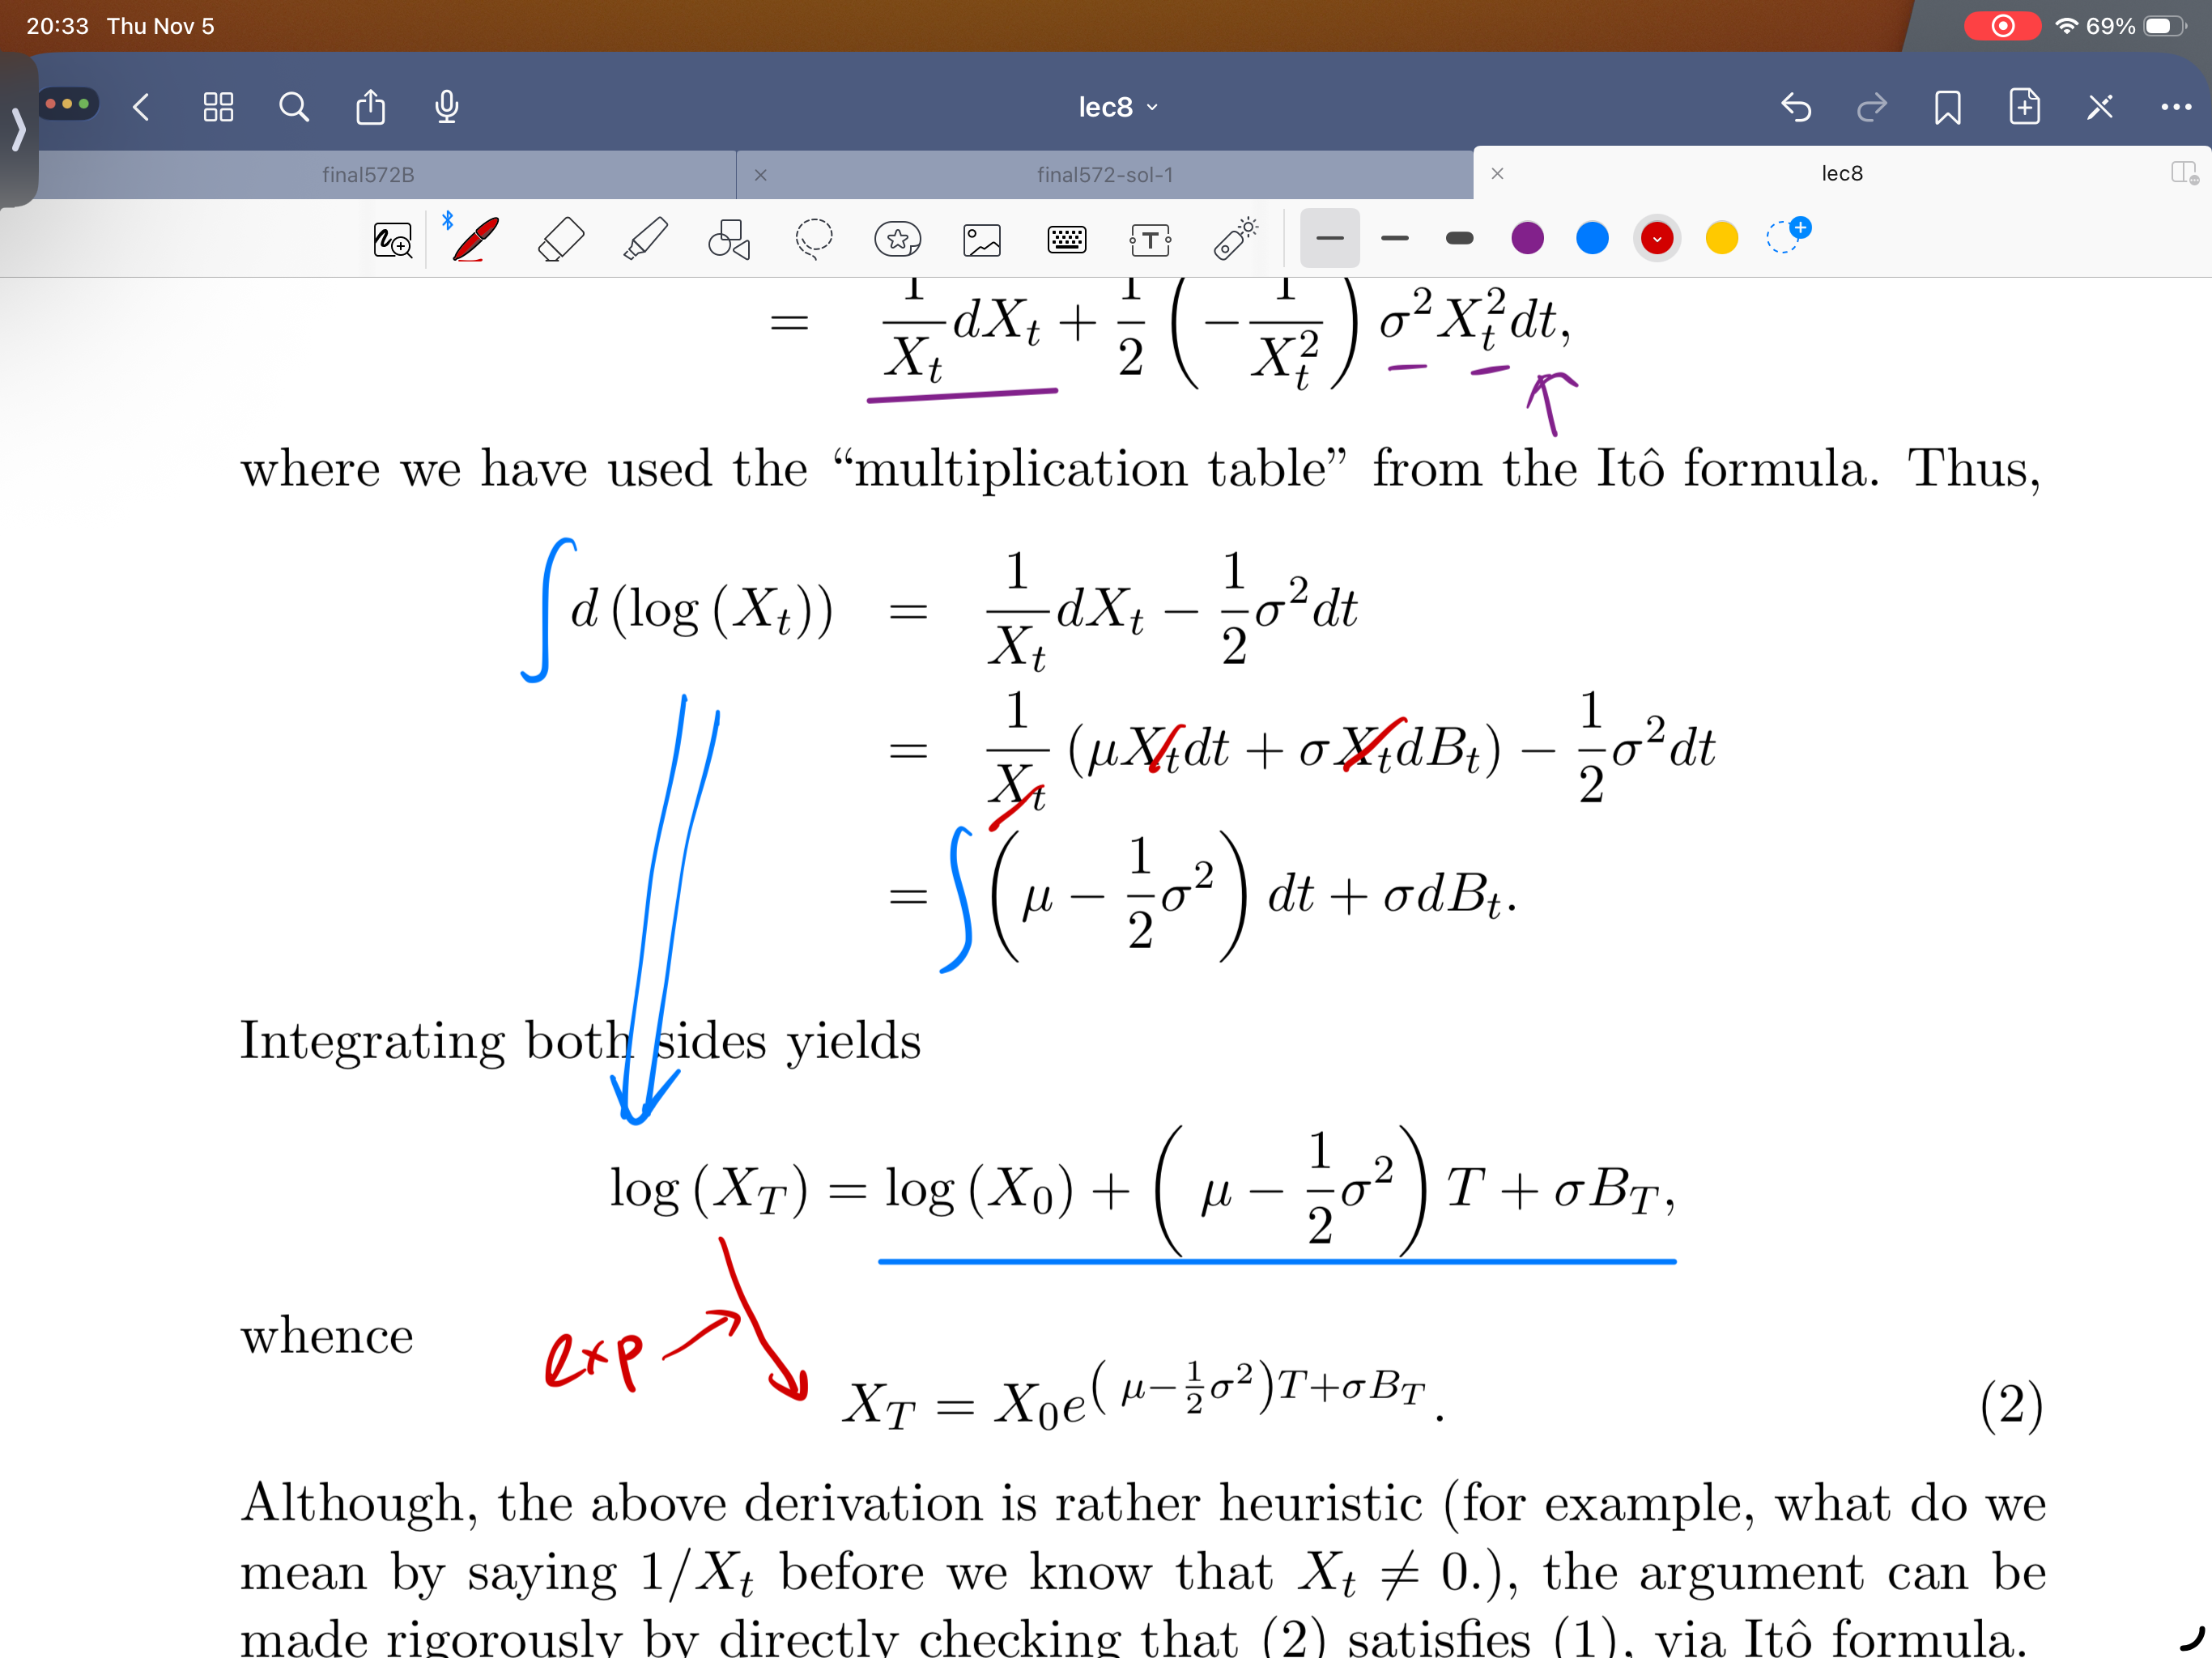 20:33 Thu Nov 5 69%
lec8
final572B final572-sol-1 lec8
= 1/X_t dX_t + 1/2 (−1/X_t^2) σ^2 X_t^2 dt,
where we have used the “multiplication table” from the Itô formula. Thus,
∫ d (log (X_t)) = 1/X_t dX_t − 1/2 σ^2 dt
= 1/X_t (μX_t dt + σX_t dB_t) − 1/2 σ^2 dt
= ∫ (μ − 1/2 σ^2) dt + σdB_t.
Integrating both sides yields
log (X_T) = log (X_0) + (μ − 1/2 σ^2) T + σB_T,
whence
exp
X_T = X_0 e^{(μ−1/2 σ^2)T+σB_T}. (2)
Although, the above derivation is rather heuristic (for example, what do we
mean by saying 1/X_t before we know that X_t ≠ 0.), the argument can be
made rigorously by directly checking that (2) satisfies (1), via Itô formula.